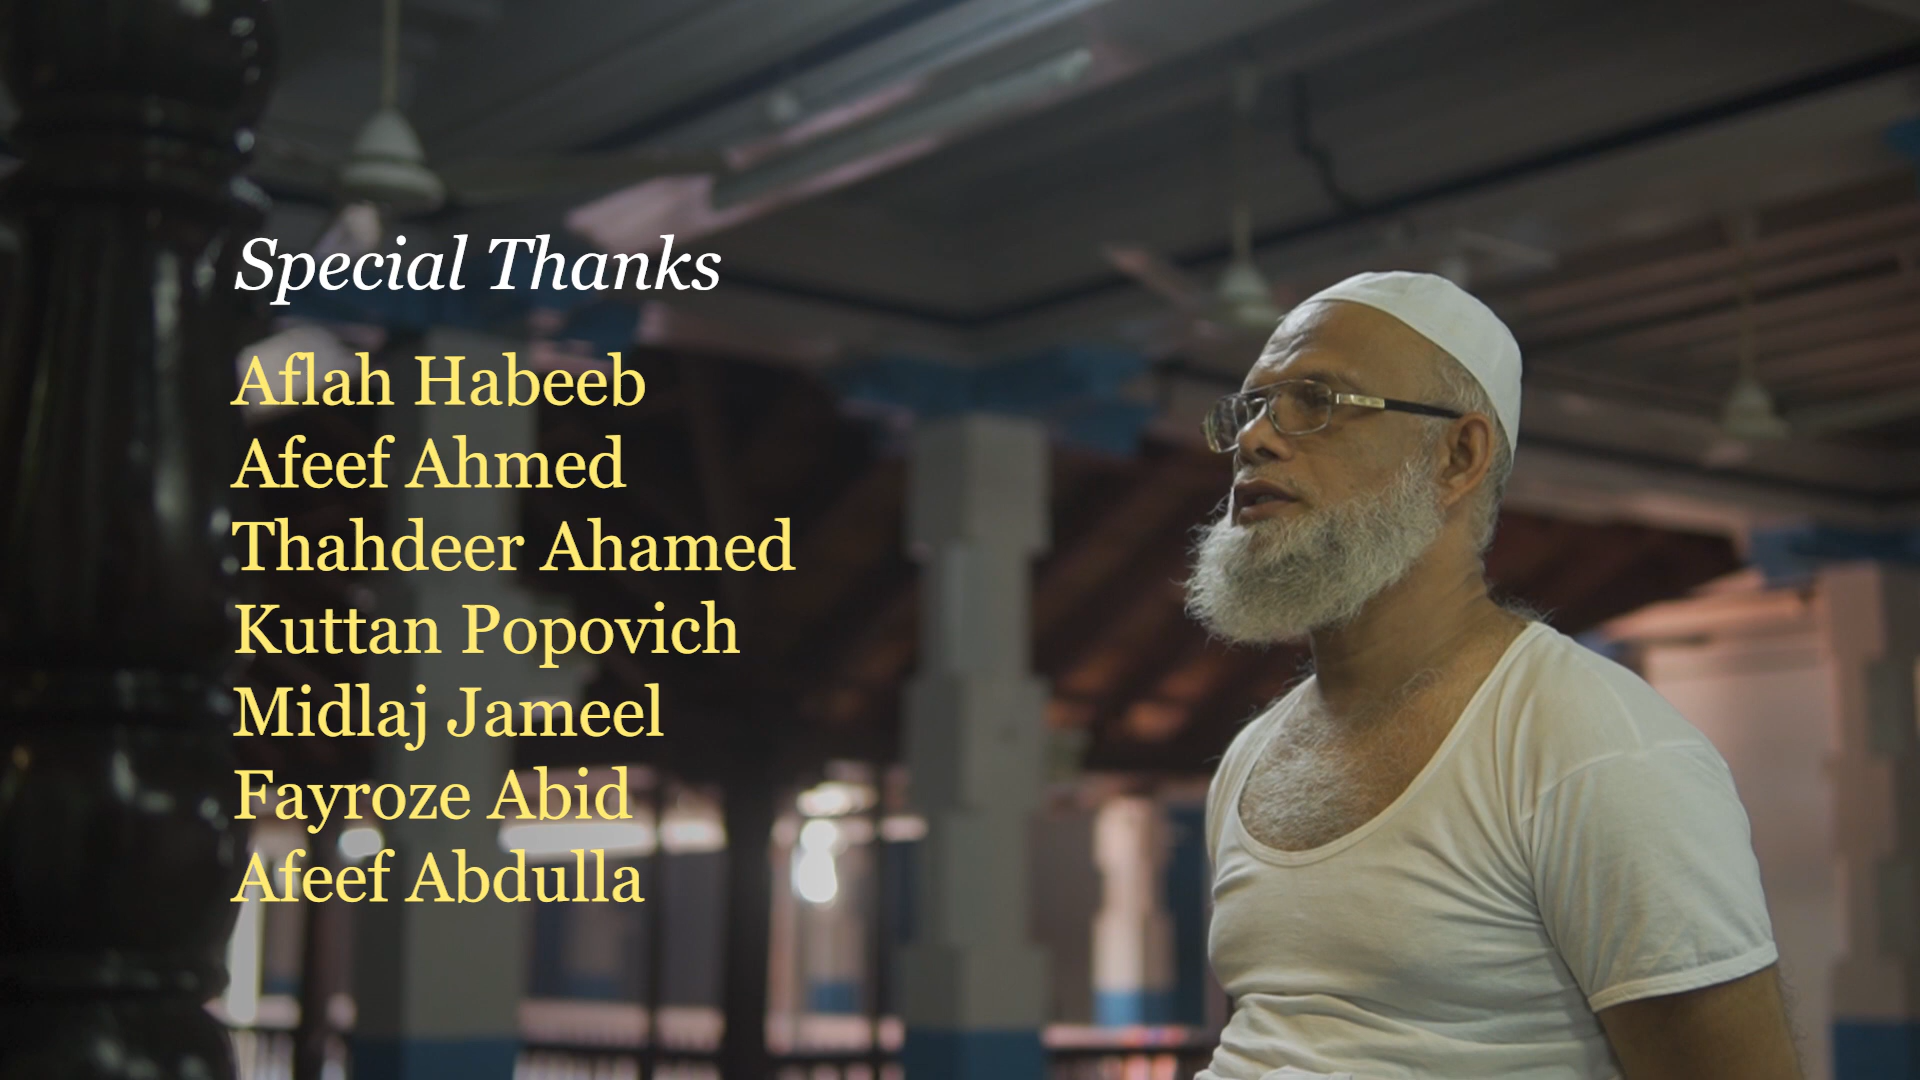 Special Thanks
Aflah Habeeb
Afeef Ahmed
Thahdeer Ahamed
Kuttan Popovich
Midlaj Jameel
Fayroze Abid
Afeef Abdulla